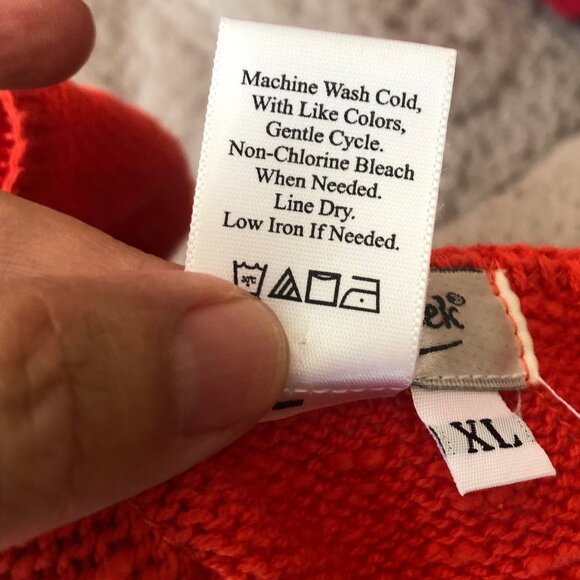 Machine Wash Cold,
With Like Colors,
Gentle Cycle.
Non-Chlorine Bleach
When Needed.
Line Dry.
Low Iron If Needed.
30°C
XL